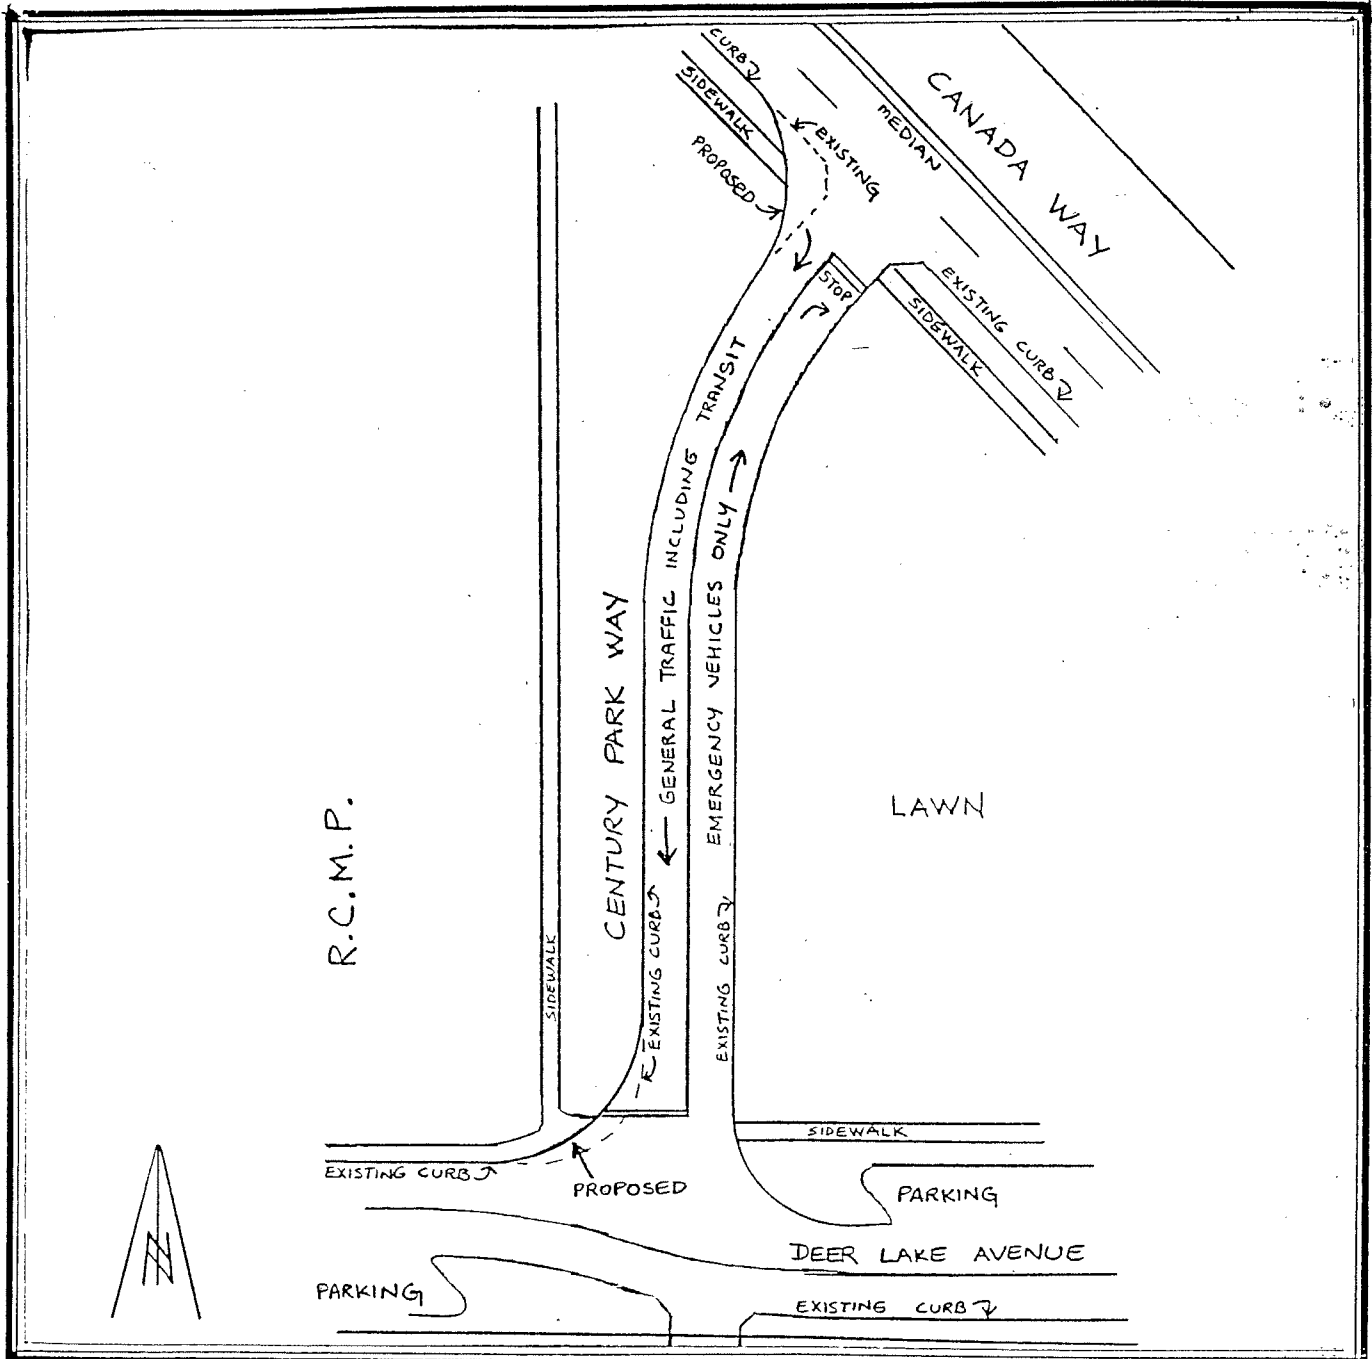 CURB
SIDEWALK
PROPOSED
EXISTING
MEDIAN
CANADA WAY
STOP
EXISTING CURB
SIDEWALK
GENERAL TRAFFIC INCLUDING TRANSIT
EMERGENCY VEHICLES ONLY
CENTURY PARK WAY
R.C.M.P.
LAWN
SIDEWALK
EXISTING CURB
EXISTING CURB
SIDEWALK
EXISTING CURB
PROPOSED
PARKING
DEER LAKE AVENUE
PARKING
EXISTING CURB
N